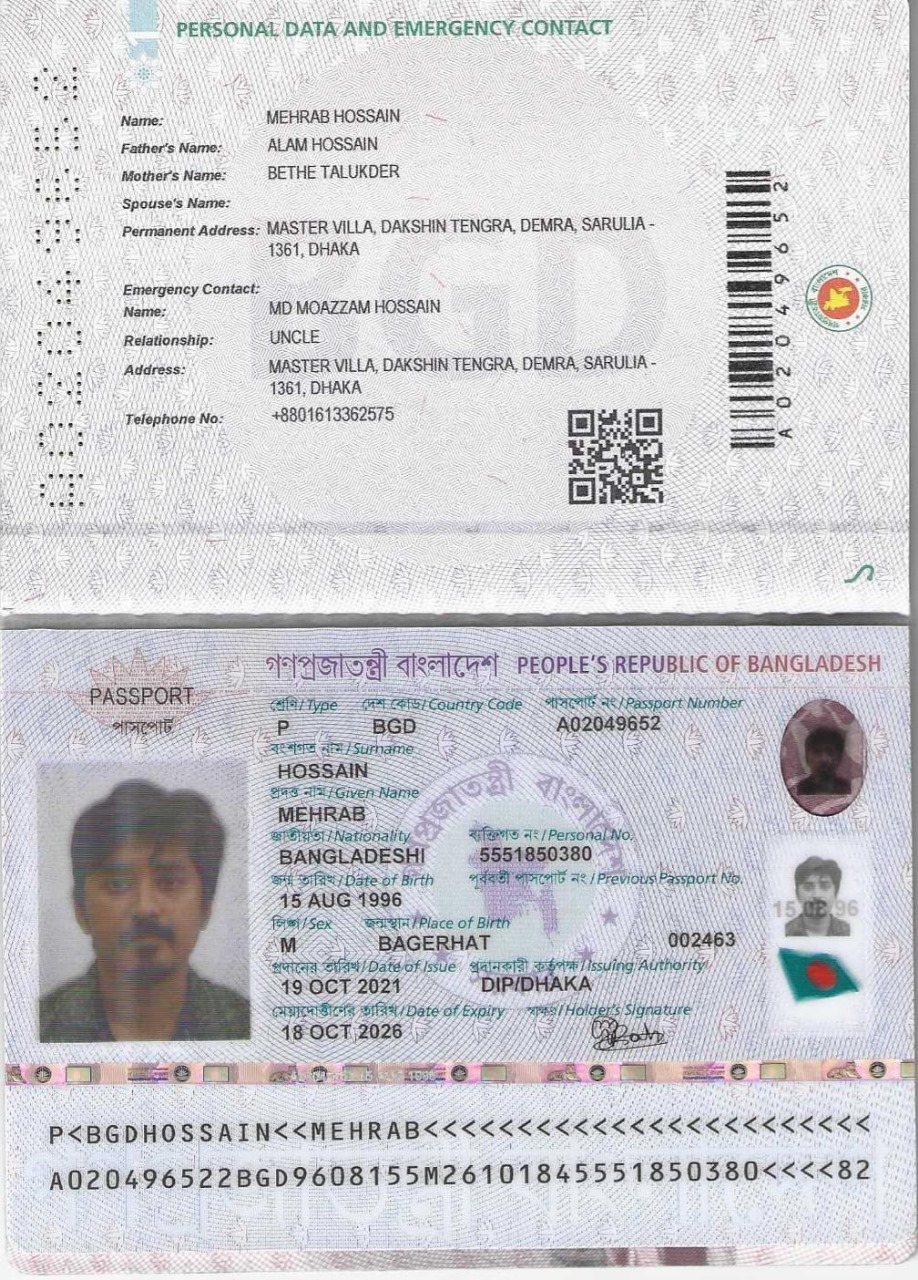 PERSONAL DATA AND EMERGENCY CONTACT
Name: MEHRAB HOSSAIN
Father's Name: ALAM HOSSAIN
Mother's Name: BETHE TALUKDER
Spouse's Name:
Permanent Address: MASTER VILLA, DAKSHIN TENGRA, DEMRA, SARULIA -
1361, DHAKA
Emergency Contact:
Name: MD MOAZZAM HOSSAIN
Relationship: UNCLE
Address: MASTER VILLA, DAKSHIN TENGRA, DEMRA, SARULIA -
1361, DHAKA
Telephone No: +8801613362575
A02049652
BGD
গণপ্রজাতন্ত্রী বাংলাদেশ PEOPLE'S REPUBLIC OF BANGLADESH
PASSPORT
পাসপোর্ট
শ্রেণি/Type দেশ কোড/Country Code পাসপোর্ট নং/Passport Number
P BGD A02049652
বংশগত নাম/Surname
HOSSAIN
প্রদত্ত নাম/Given Name
MEHRAB
জাতীয়তা/Nationality ব্যক্তিগত নং/Personal No.
BANGLADESHI 5551850380
জন্ম তারিখ/Date of Birth পূর্ববর্তী পাসপোর্ট নং/Previous Passport No.
15 AUG 1996
লিঙ্গ/Sex জন্মস্থান/Place of Birth
M BAGERHAT 002463
প্রদানের তারিখ/Date of Issue প্রদানকারী কর্তৃপক্ষ/Issuing Authority
19 OCT 2021 DIP/DHAKA
মেয়াদোত্তীর্ণের তারিখ/Date of Expiry স্বাক্ষর/Holder's Signature
18 OCT 2026
15.08.96
P<BGDHOSSAIN<<MEHRAB<<<<<<<<<<<<<<<<<<<<<<<<
A020496522BGD9608155M26101845551850380<<<<82